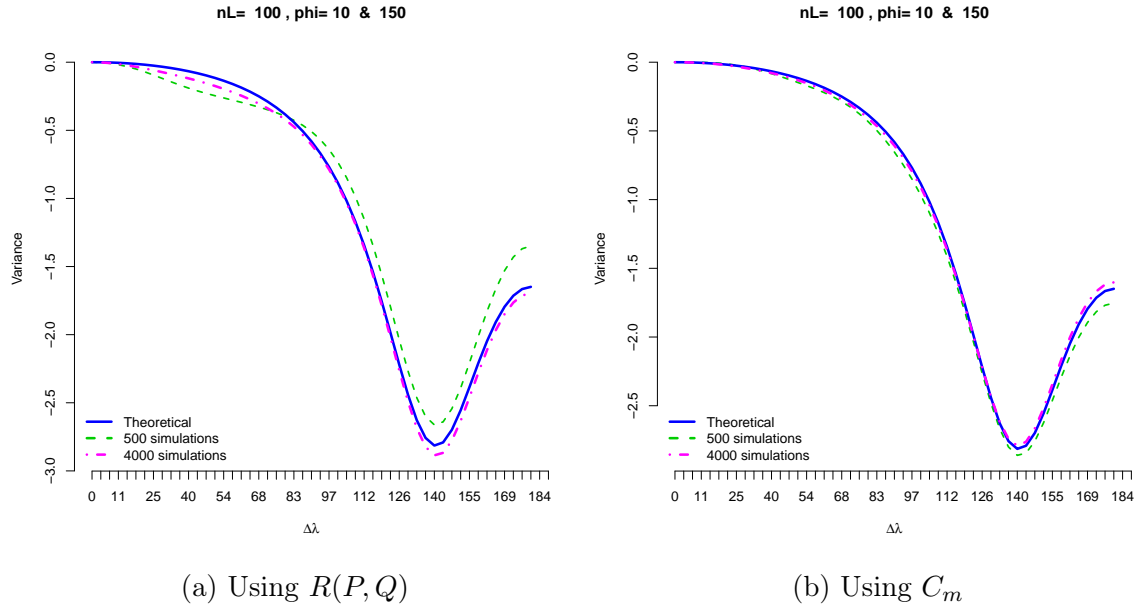 nL= 100 , phi= 10 & 150
Variance
0.0
−0.5
−1.0
−1.5
−2.0
−2.5
−3.0
Theoretical
500 simulations
4000 simulations
0 11 25 40 54 68 83 97 112 126 140 155 169 184
Δλ
(a) Using R(P, Q)
nL= 100 , phi= 10 & 150
Variance
0.0
−0.5
−1.0
−1.5
−2.0
−2.5
Theoretical
500 simulations
4000 simulations
0 11 25 40 54 68 83 97 112 126 140 155 169 184
Δλ
(b) Using Cm